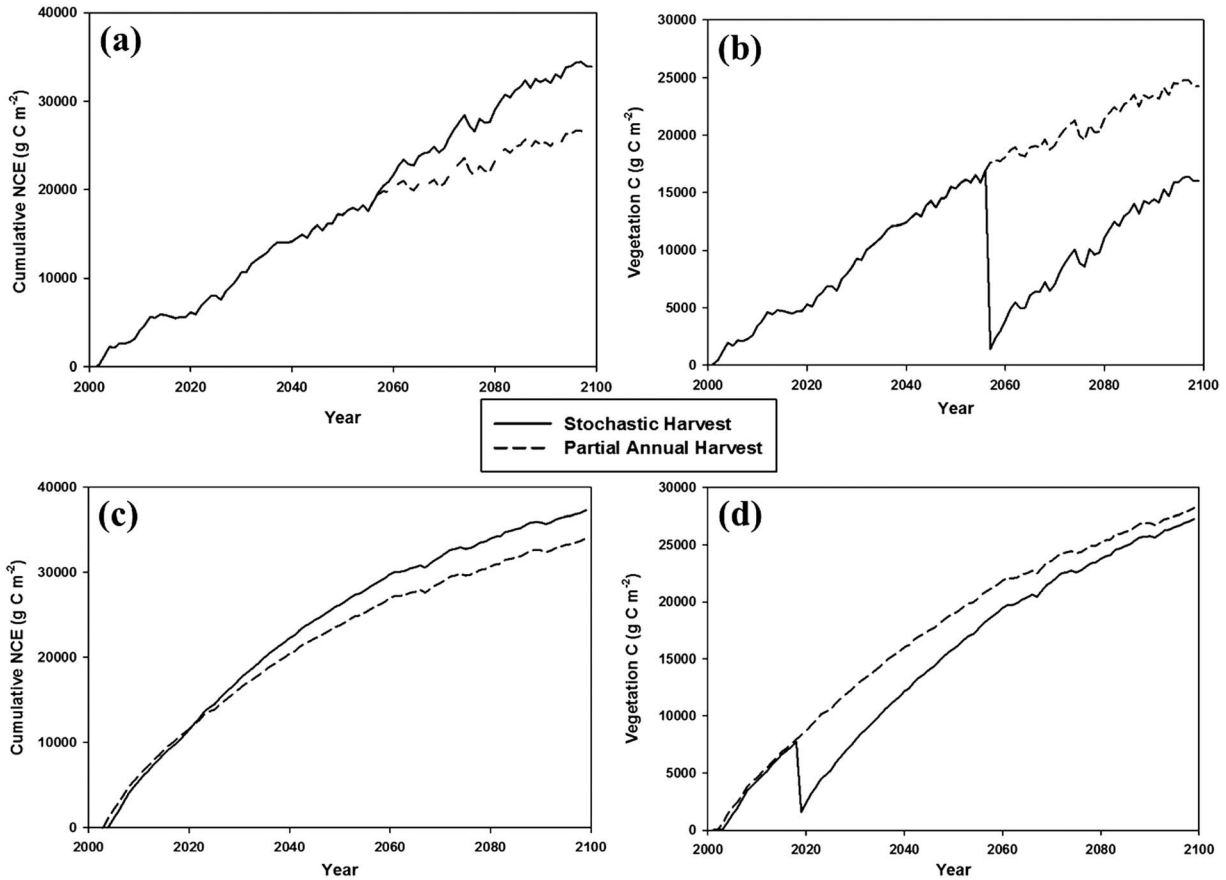 (a)
Cumulative NCE (g C m-2)
40000
30000
20000
10000
0
2000 2020 2040 2060 2080 2100
Year
(b)
Vegetation C (g C m-2)
30000
25000
20000
15000
10000
5000
0
2000 2020 2040 2060 2080 2100
Year
Stochastic Harvest
Partial Annual Harvest
(c)
Cumulative NCE (g C m-2)
40000
30000
20000
10000
0
2000 2020 2040 2060 2080 2100
Year
(d)
Vegetation C (g C m-2)
30000
25000
20000
15000
10000
5000
0
2000 2020 2040 2060 2080 2100
Year